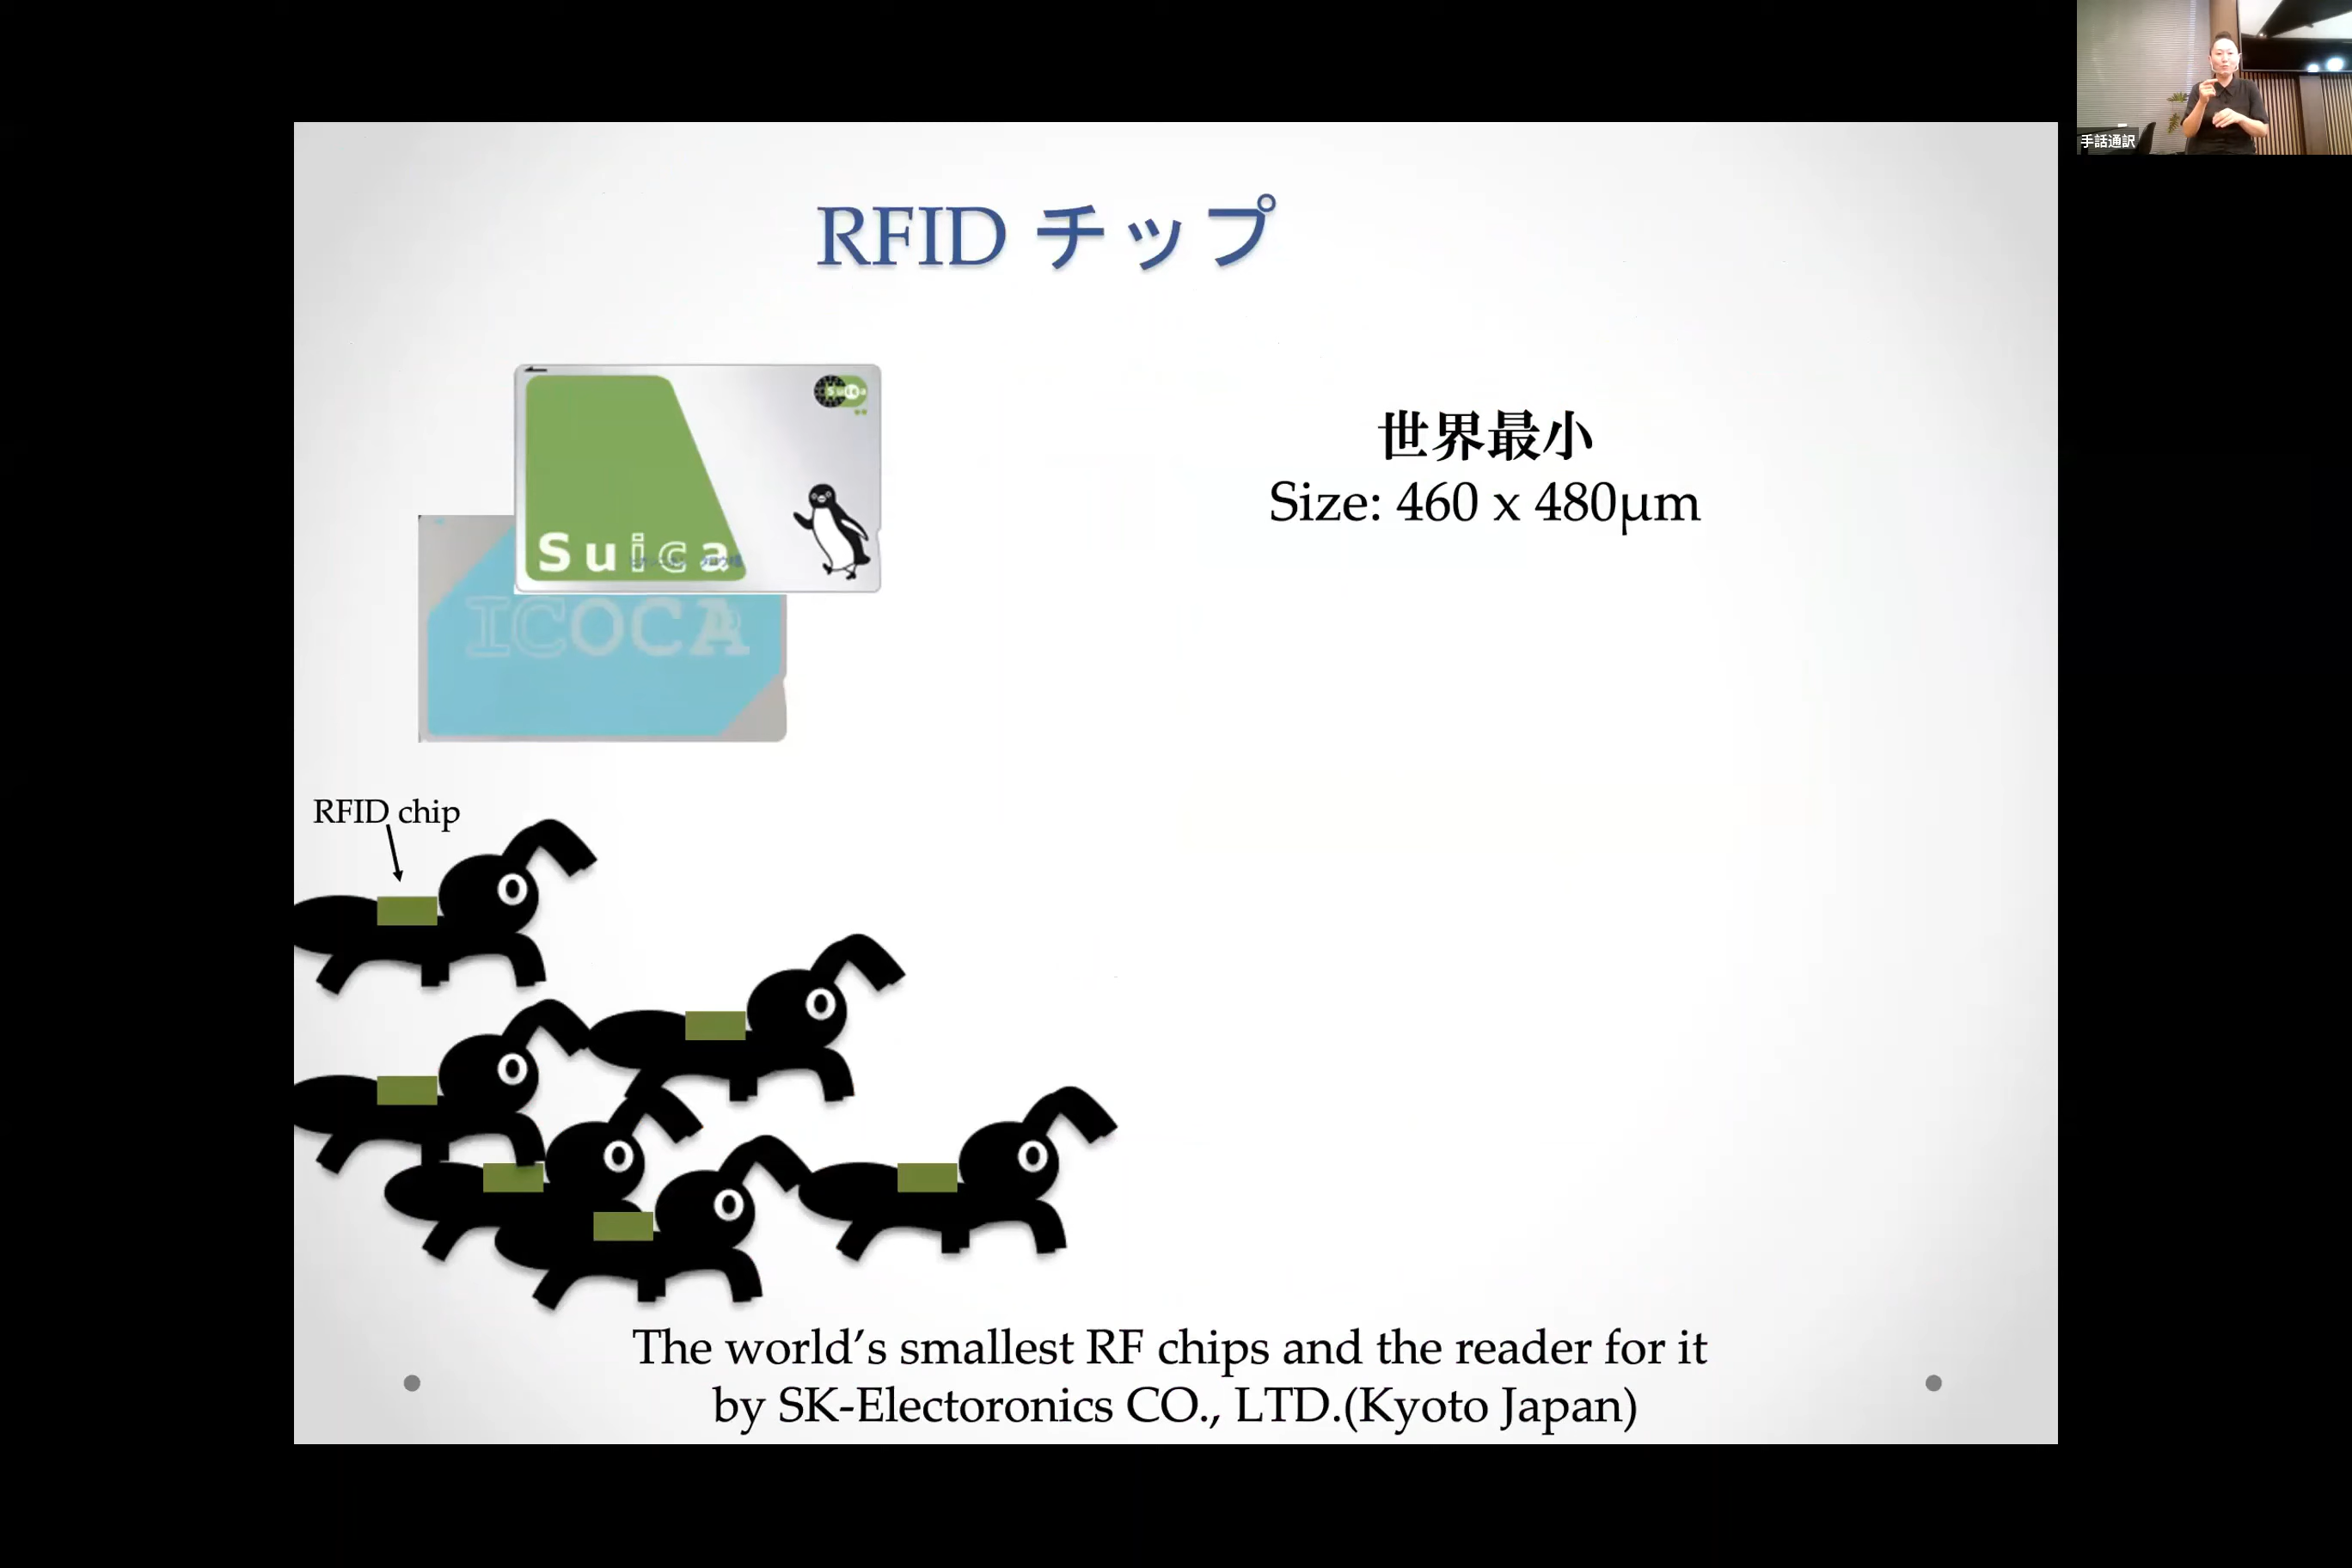 手話通訳
RFID チップ
Suica
Suica
ICOCA
世界最小
Size: 460 x 480μm
RFID chip
The world’s smallest RF chips and the reader for it
by SK-Electoronics CO., LTD.(Kyoto Japan)